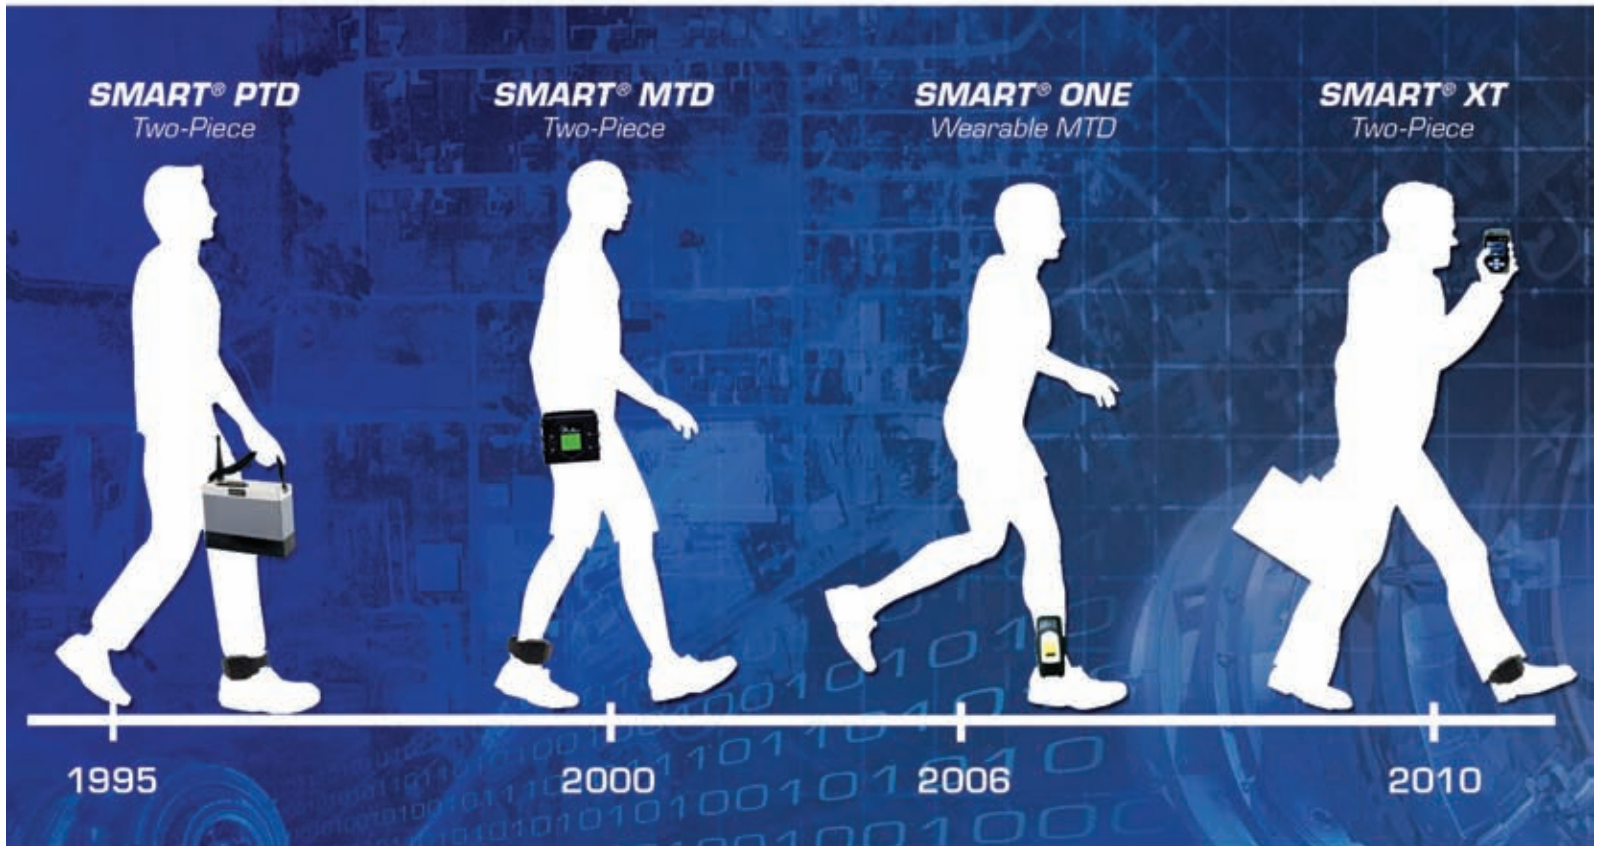 SMART® PTD
Two-Piece
SMART® MTD
Two-Piece
SMART® ONE
Wearable MTD
SMART® XT
Two-Piece
1995
2000
2006
2010